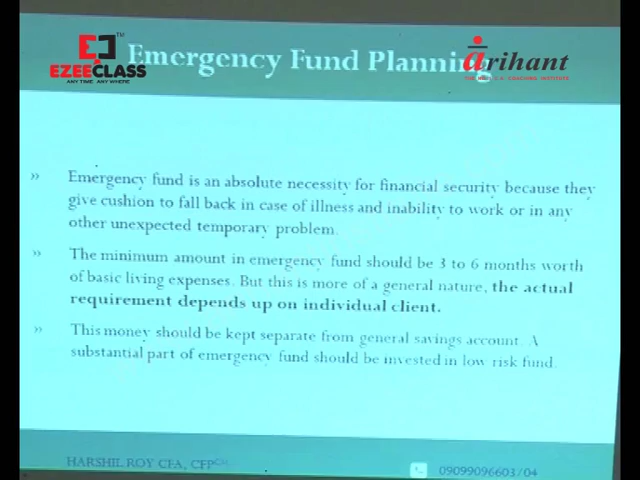 Emergency Fund Planning
EZEECLASS
TM
ANY TIME ANY WHERE
arihant
» Emergency fund is an absolute necessity for financial security because they
give cushion to fall back in case of illness and inability to work or in any
other unexpected temporary problem.
» The minimum amount in emergency fund should be 3 to 6 months worth
of basic living expenses. But this is more of a general nature, the actual
requirement depends up on individual client.
» This money should be kept separate from general savings account. A
substantial part of emergency fund should be invested in low risk fund.
HARSHIL ROY CFA, CFP
09099096603/04